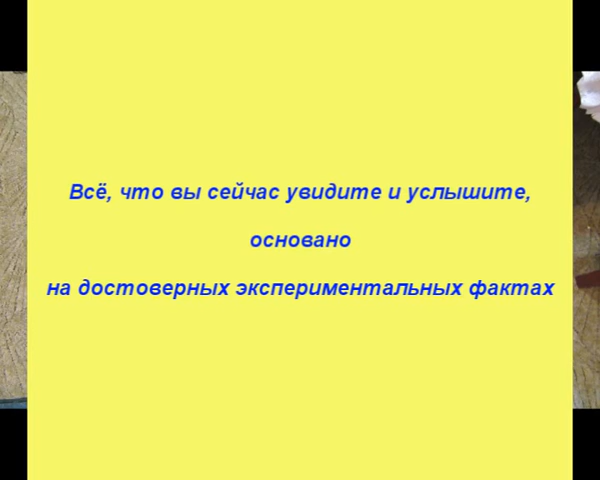 Всё, что вы сейчас увидите и услышите,
основано
на достоверных экспериментальных фактах